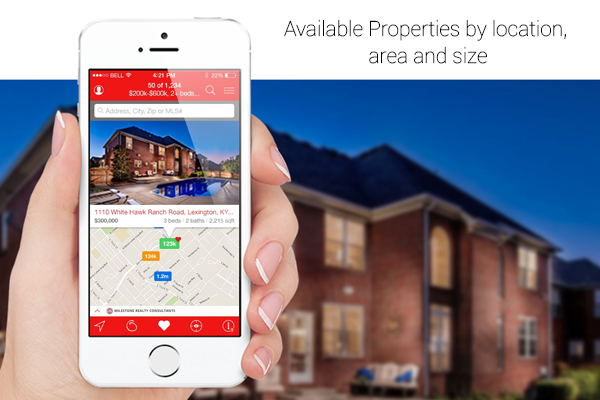 Available Properties by location,
area and size
BELL 4:21 PM 22%
50 of 1,234
$200k-$600k, 2+ beds...
Address, City, Zip or MLS#
1110 White Hawk Ranch Road, Lexington, KY...
$300,000 3 beds / 2 baths / 2,215 sqft
123k
134k
1.2m
MILESTONE REALTY CONSULTANTS